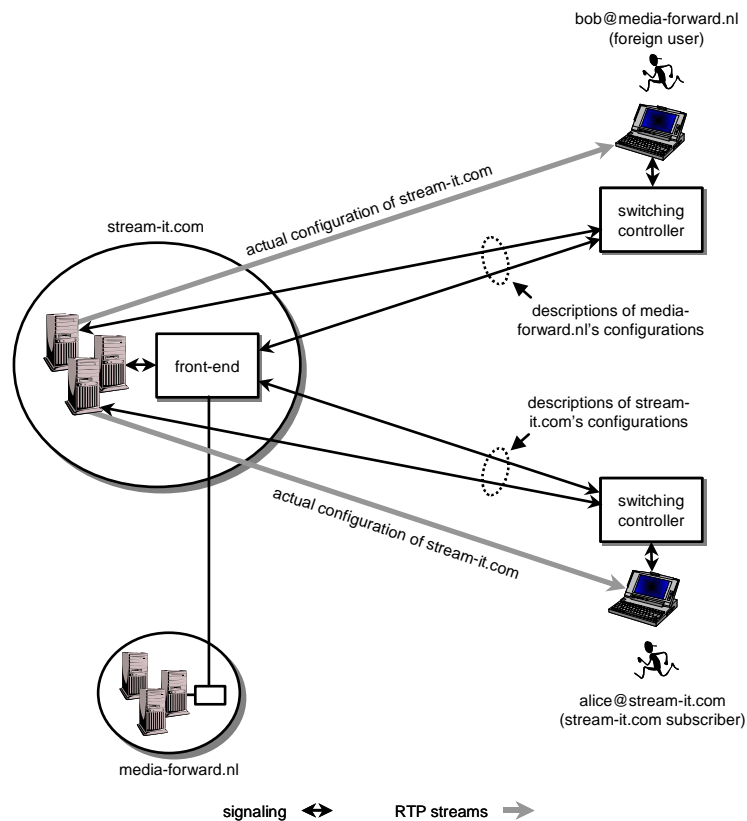 bob@media-forward.nl
(foreign user)
switching
controller
actual configuration of stream-it.com
stream-it.com
descriptions of media-
forward.nl's configurations
front-end
descriptions of stream-
it.com's configurations
switching
controller
actual configuration of stream-it.com
alice@stream-it.com
(stream-it.com subscriber)
media-forward.nl
signaling
RTP streams